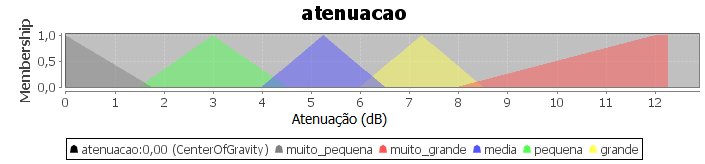 atenuacao
Membership
1,0
0,5
0,0
0 1 2 3 4 5 6 7 8 9 10 11 12
Atenuação (dB)
atenuacao:0,00 (CenterOfGravity) muito_pequena muito_grande media pequena grande